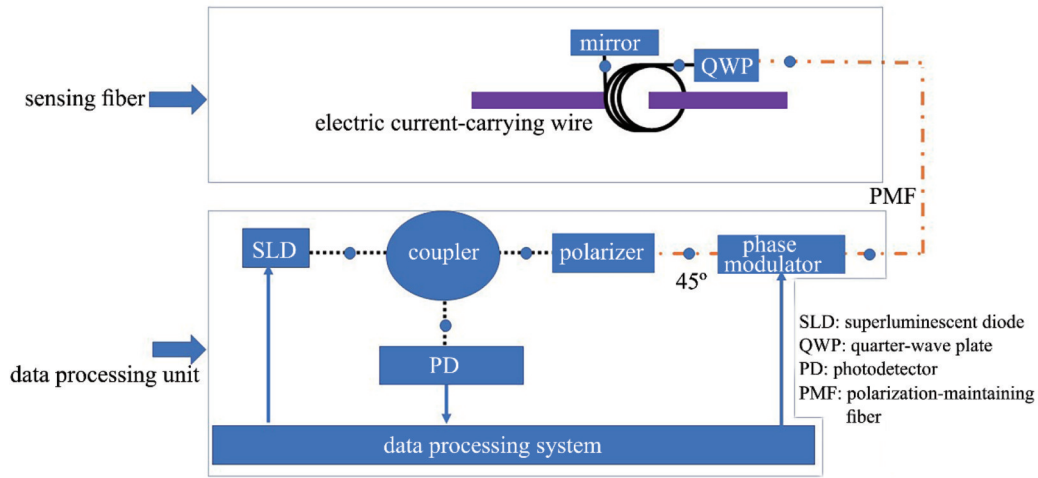 mirror
QWP
sensing fiber
electric current-carrying wire
PMF
SLD
coupler
polarizer
phase
modulator
45º
SLD: superluminescent diode
QWP: quarter-wave plate
PD: photodetector
PMF: polarization-maintaining
fiber
data processing unit
PD
data processing system